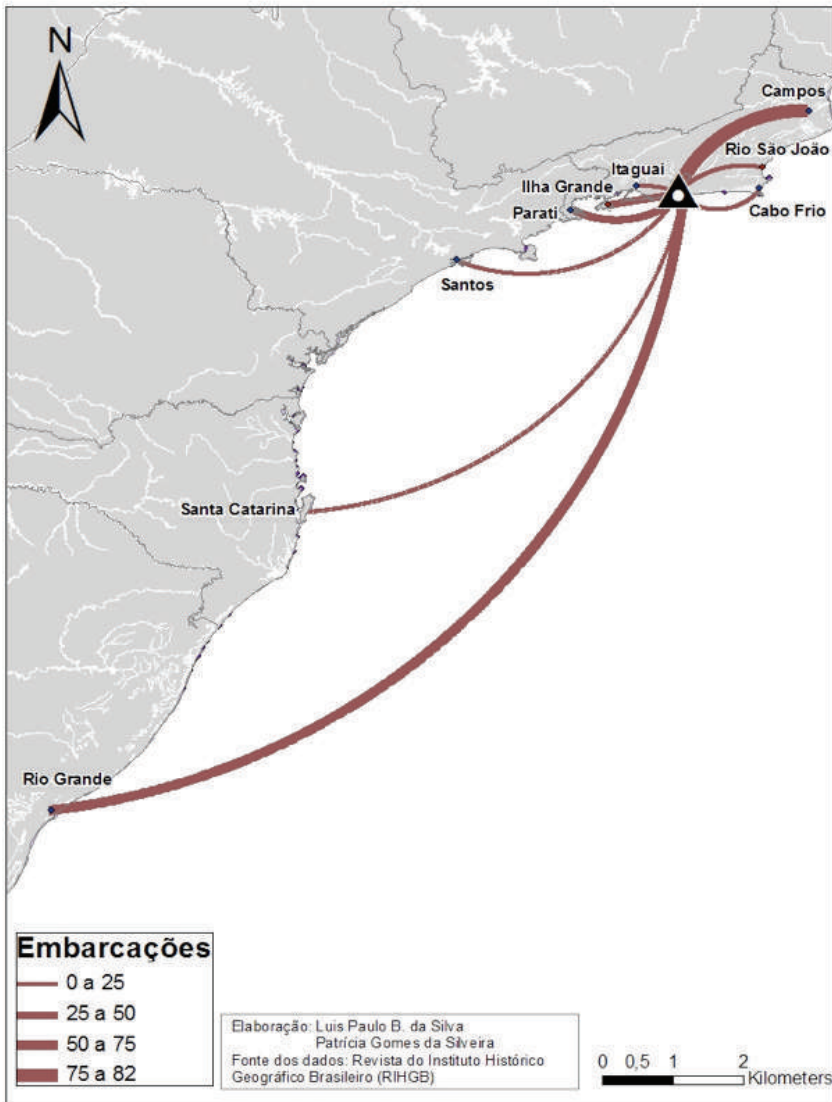 N
Campos
Rio São João
Itaguai
Ilha Grande
Parati
Cabo Frio
Santos
Santa Catarina
Rio Grande
Embarcações
0 a 25
25 a 50
50 a 75
75 a 82
Elaboração: Luis Paulo B. da Silva
Patrícia Gomes da Silveira
Fonte dos dados: Revista do Instituto Histórico
Geográfico Brasileiro (RIHGB)
0 0,5 1 2
Kilometers